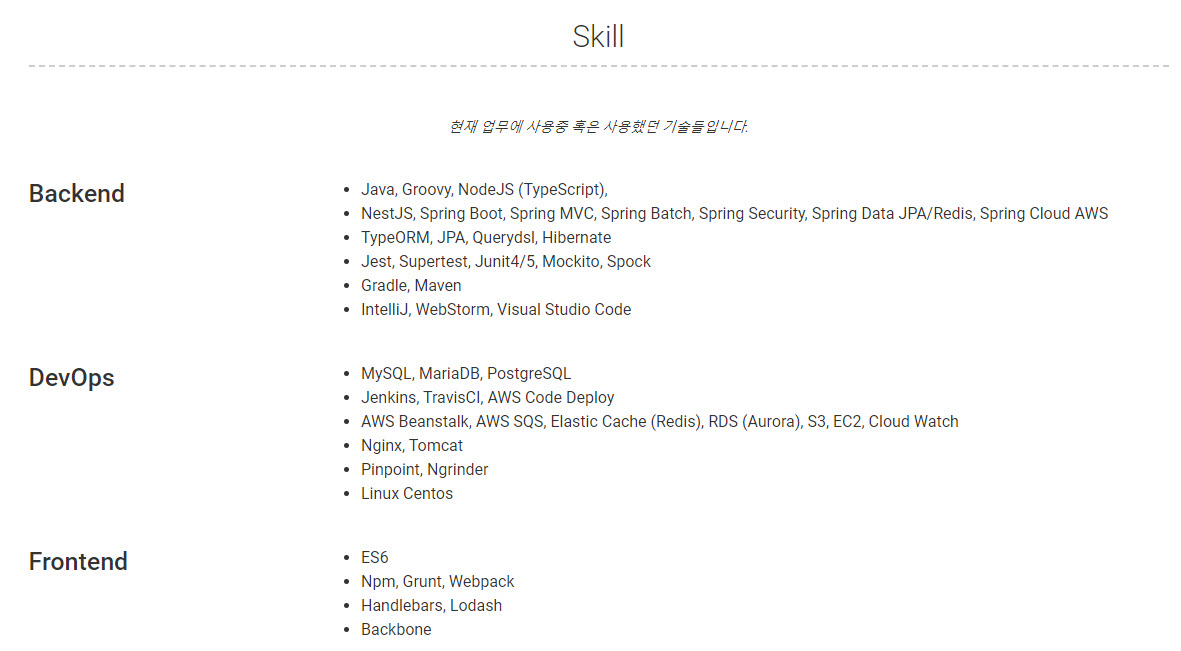 Skill
현재 업무에 사용중 혹은 사용했던 기술들입니다.
Backend
Java, Groovy, NodeJS (TypeScript),
NestJS, Spring Boot, Spring MVC, Spring Batch, Spring Security, Spring Data JPA/Redis, Spring Cloud AWS
TypeORM, JPA, Querydsl, Hibernate
Jest, Supertest, Junit4/5, Mockito, Spock
Gradle, Maven
IntelliJ, WebStorm, Visual Studio Code
DevOps
MySQL, MariaDB, PostgreSQL
Jenkins, TravisCI, AWS Code Deploy
AWS Beanstalk, AWS SQS, Elastic Cache (Redis), RDS (Aurora), S3, EC2, Cloud Watch
Nginx, Tomcat
Pinpoint, Ngrinder
Linux Centos
Frontend
ES6
Npm, Grunt, Webpack
Handlebars, Lodash
Backbone